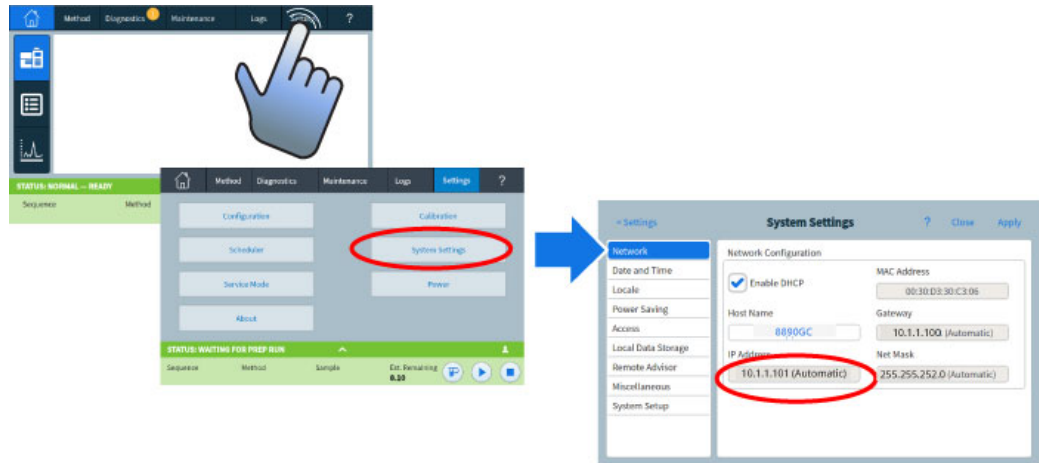 Method Diagnostics Maintenance Logs Settings ?
STATUS: NORMAL — READY
Sequence Method
Method Diagnostics Maintenance Logs Settings ?
Configuration Calibration
Scheduler System Settings
Service Mode Power
About
STATUS: WAITING FOR PREP RUN
Sequence Method Sample Est. Remaining
0.10
< Settings System Settings ? Close Apply
Network
Date and Time
Locale
Power Saving
Access
Local Data Storage
Remote Advisor
Miscellaneous
System Setup
Network Configuration
Enable DHCP
MAC Address
00:30:D3:30:C3:06
Host Name
8890GC
Gateway
10.1.1.100 (Automatic)
IP Address
10.1.1.101 (Automatic)
Net Mask
255.255.252.0 (Automatic)